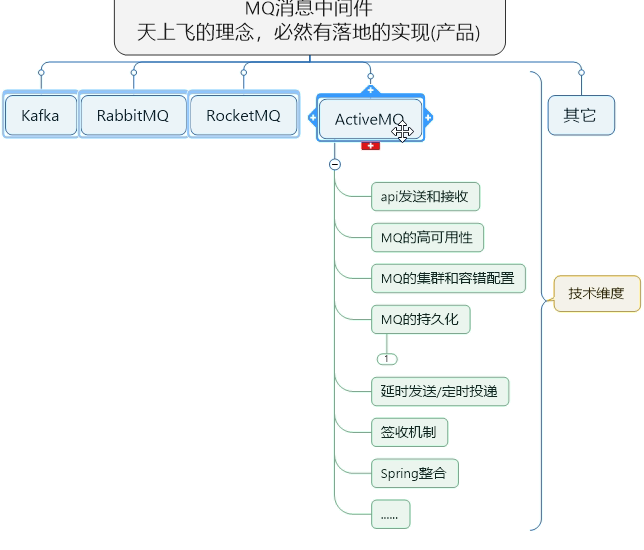 MQ消息中间件
天上飞的理念，必然有落地的实现(产品)
Kafka
RabbitMQ
RocketMQ
ActiveMQ
其它
api发送和接收
MQ的高可用性
MQ的集群和容错配置
技术维度
MQ的持久化
1
延时发送/定时投递
签收机制
Spring整合
......